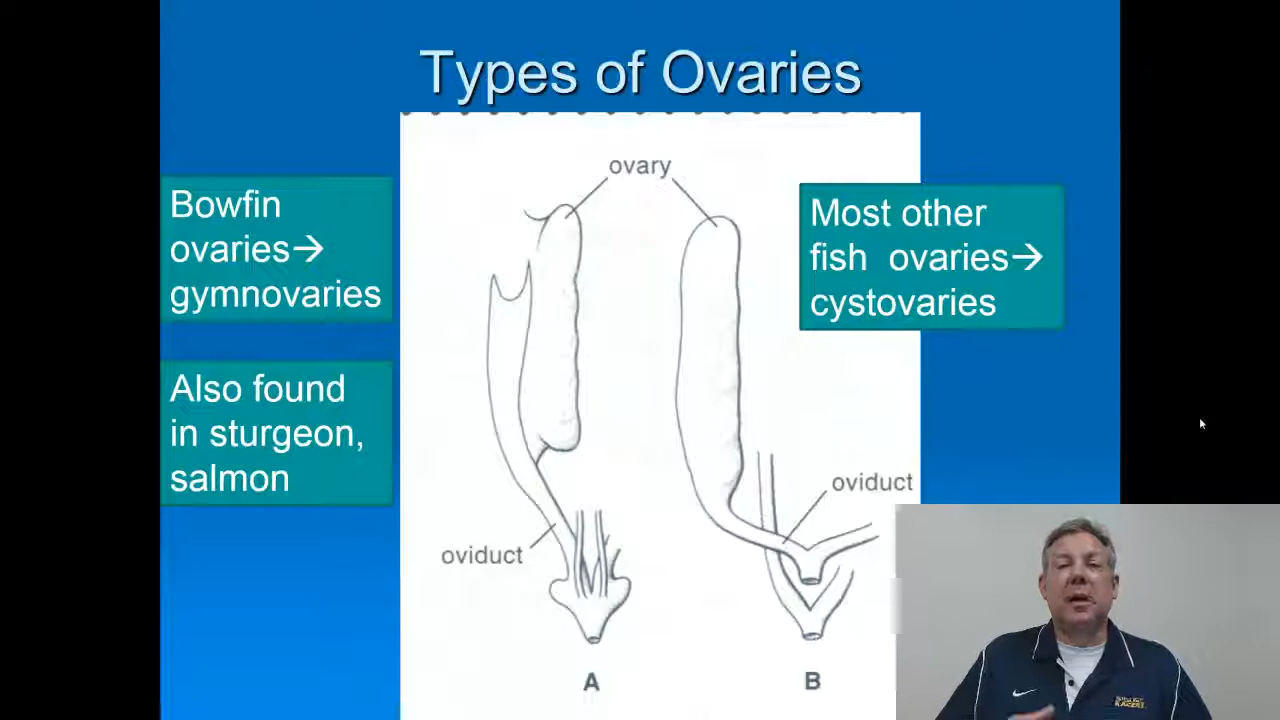 Types of Ovaries
Bowfin
ovaries→
gymnovaries
Also found
in sturgeon,
salmon
ovary
Most other
fish ovaries→
cystovaries
oviduct
oviduct
A
B
RACERS